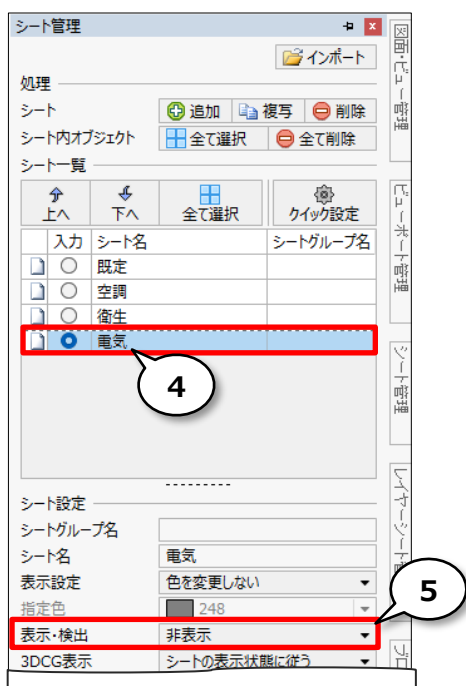 シート管理
インポート
処理
シート 追加 複写 削除
シート内オブジェクト 全て選択 全て削除
シート一覧
上へ 下へ 全て選択 クイック設定
入力 シート名 シートグループ名
既定
空調
衛生
電気
4
シート設定
シートグループ名
シート名 電気
表示設定 色を変更しない
指定色 248
表示・検出 非表示
3DCG表示 シートの表示状態に従う
5
図面・ビュー管理
ビューポート管理
シート管理
レイヤーシート